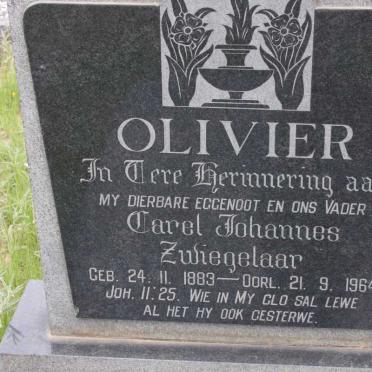 OLIVIER
In Tere Herinnering aa
MY DIERBARE EGGENOOT EN ONS VADER
Carel Johannes
Zwiegelaar
GEB. 24. 11. 1883 — OORL. 21. 9. 1964
JOH. 11:25. WIE IN MY GLO SAL LEWE
AL HET HY OOK GESTERWE.